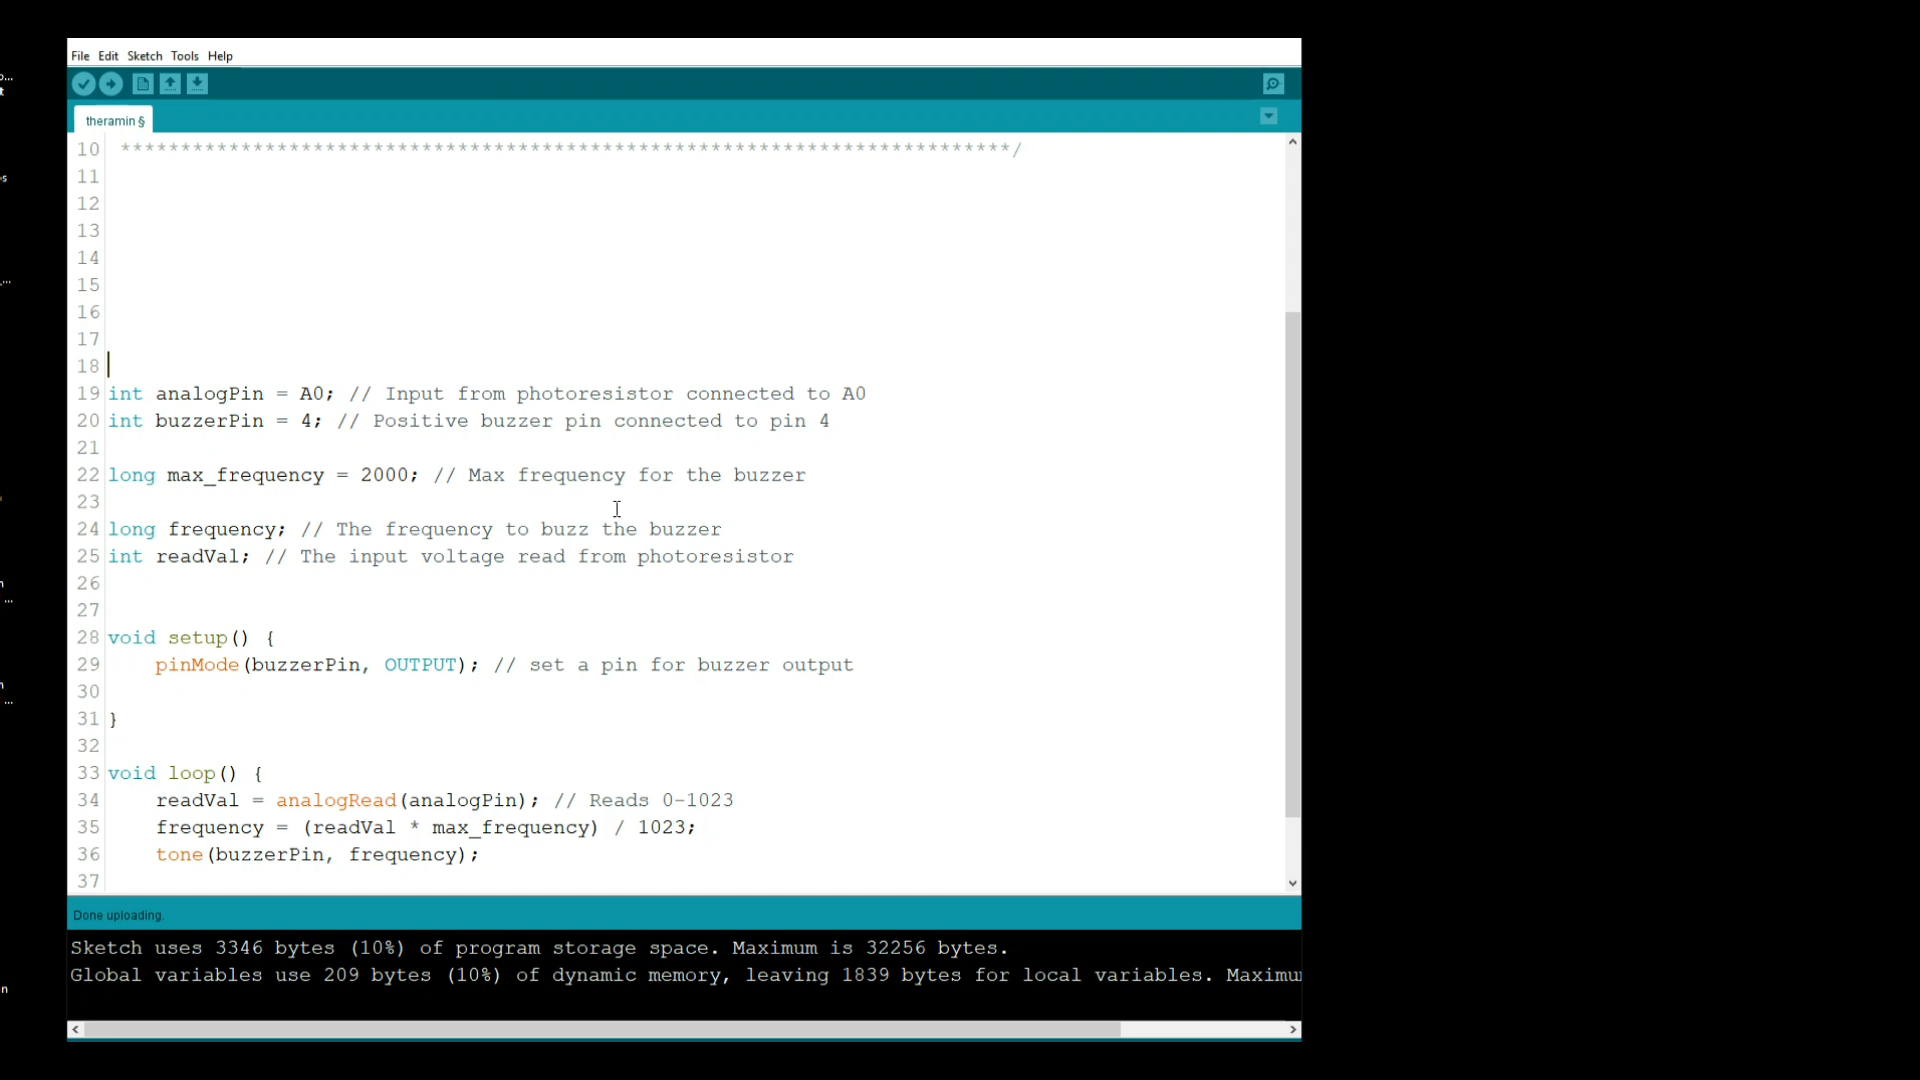 File Edit Sketch Tools Help
theramin §
10 **************************************************************************/
11
12
13
14
15
16
17
18
19 int analogPin = A0; // Input from photoresistor connected to A0
20 int buzzerPin = 4; // Positive buzzer pin connected to pin 4
21
22 long max_frequency = 2000; // Max frequency for the buzzer
23
24 long frequency; // The frequency to buzz the buzzer
25 int readVal; // The input voltage read from photoresistor
26
27
28 void setup() {
29 pinMode(buzzerPin, OUTPUT); // set a pin for buzzer output
30
31 }
32
33 void loop() {
34 readVal = analogRead(analogPin); // Reads 0-1023
35 frequency = (readVal * max_frequency) / 1023;
36 tone(buzzerPin, frequency);
37
Done uploading.
Sketch uses 3346 bytes (10%) of program storage space. Maximum is 32256 bytes.
Global variables use 209 bytes (10%) of dynamic memory, leaving 1839 bytes for local variables. Maximu